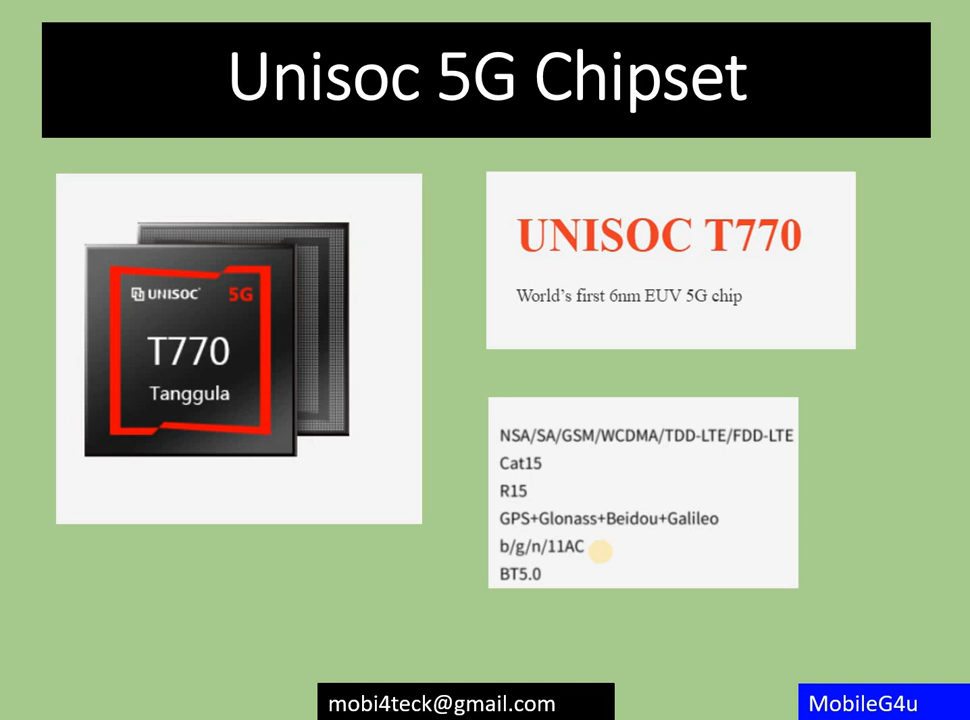 Unisoc 5G Chipset
UNISOC 5G
T770
Tanggula
UNISOC T770
World's first 6nm EUV 5G chip
NSA/SA/GSM/WCDMA/TDD-LTE/FDD-LTE
Cat15
R15
GPS+Glonass+Beidou+Galileo
b/g/n/11AC
BT5.0
mobi4teck@gmail.com
MobileG4u